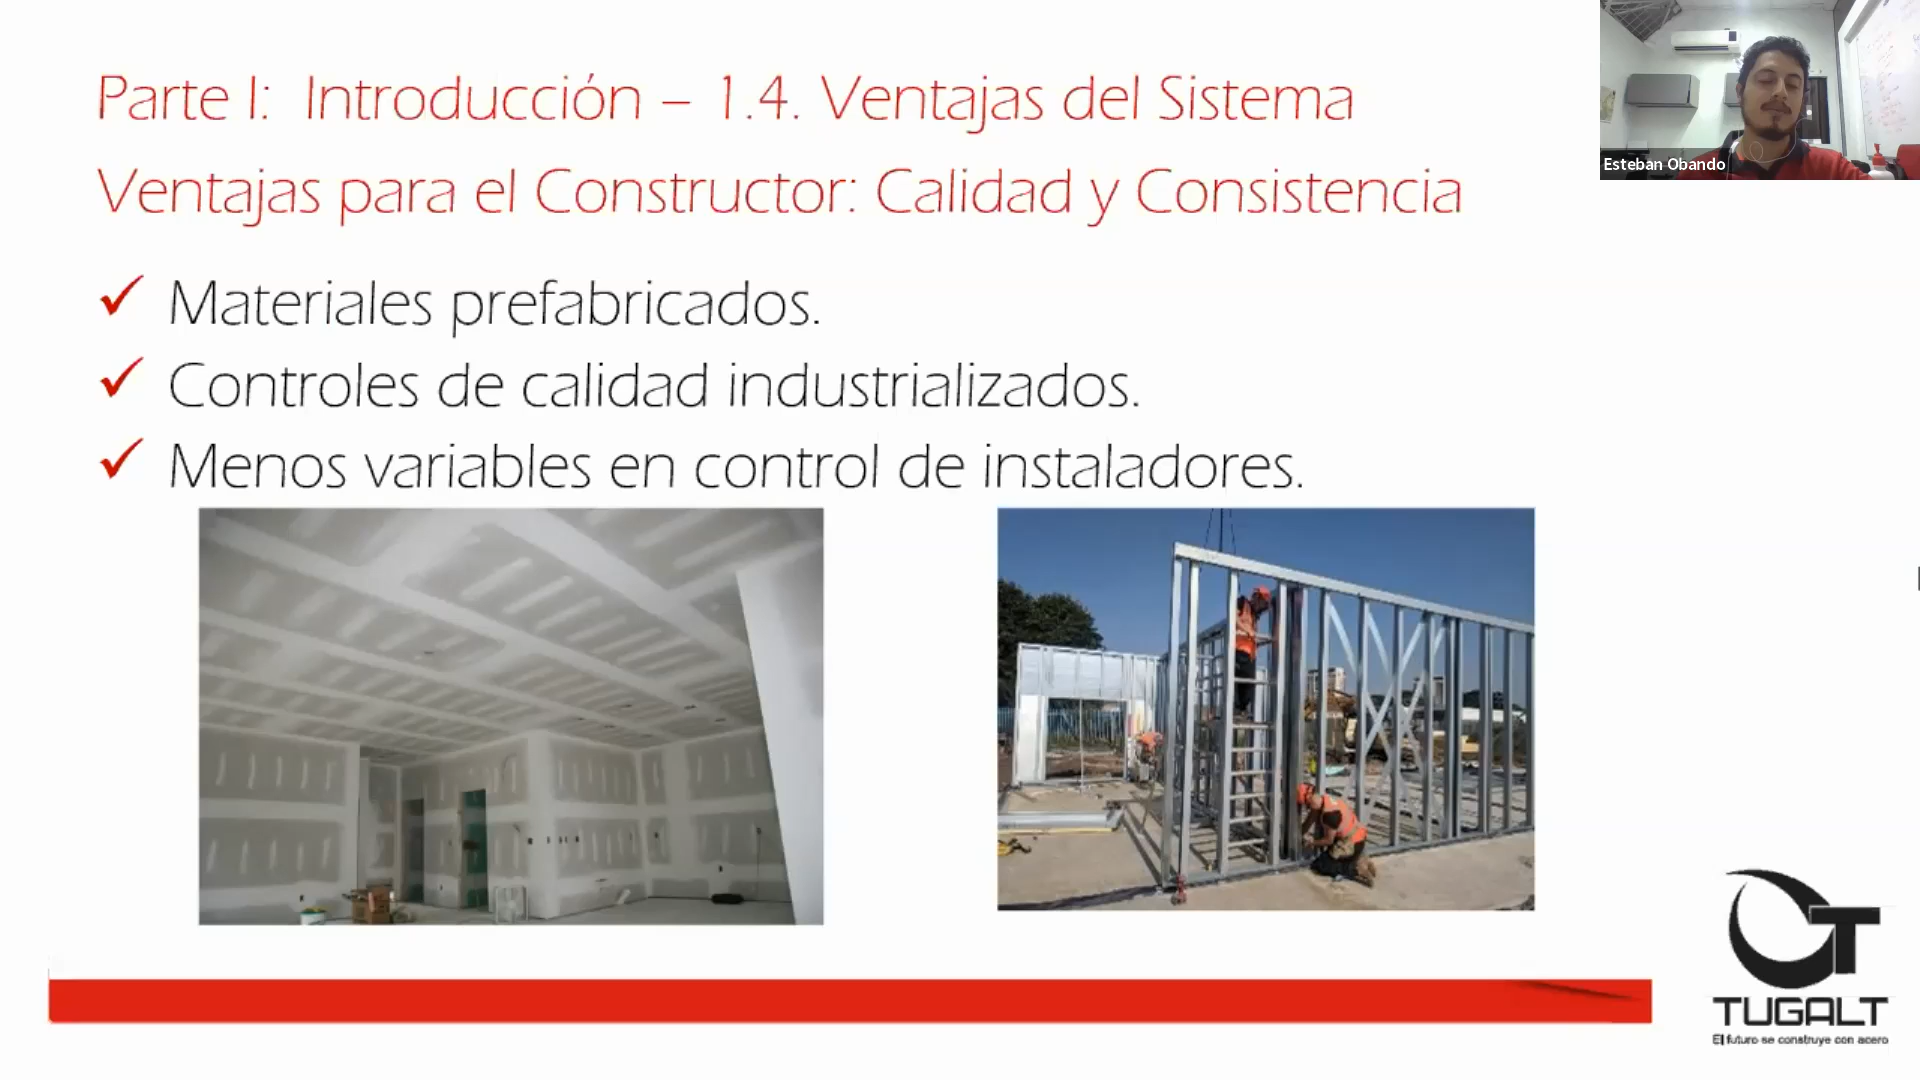 Parte I: Introducción – 1.4. Ventajas del Sistema
Ventajas para el Constructor: Calidad y Consistencia
Materiales prefabricados.
Controles de calidad industrializados.
Menos variables en control de instaladores.
Esteban Obando
TUGALT
El futuro se construye con acero